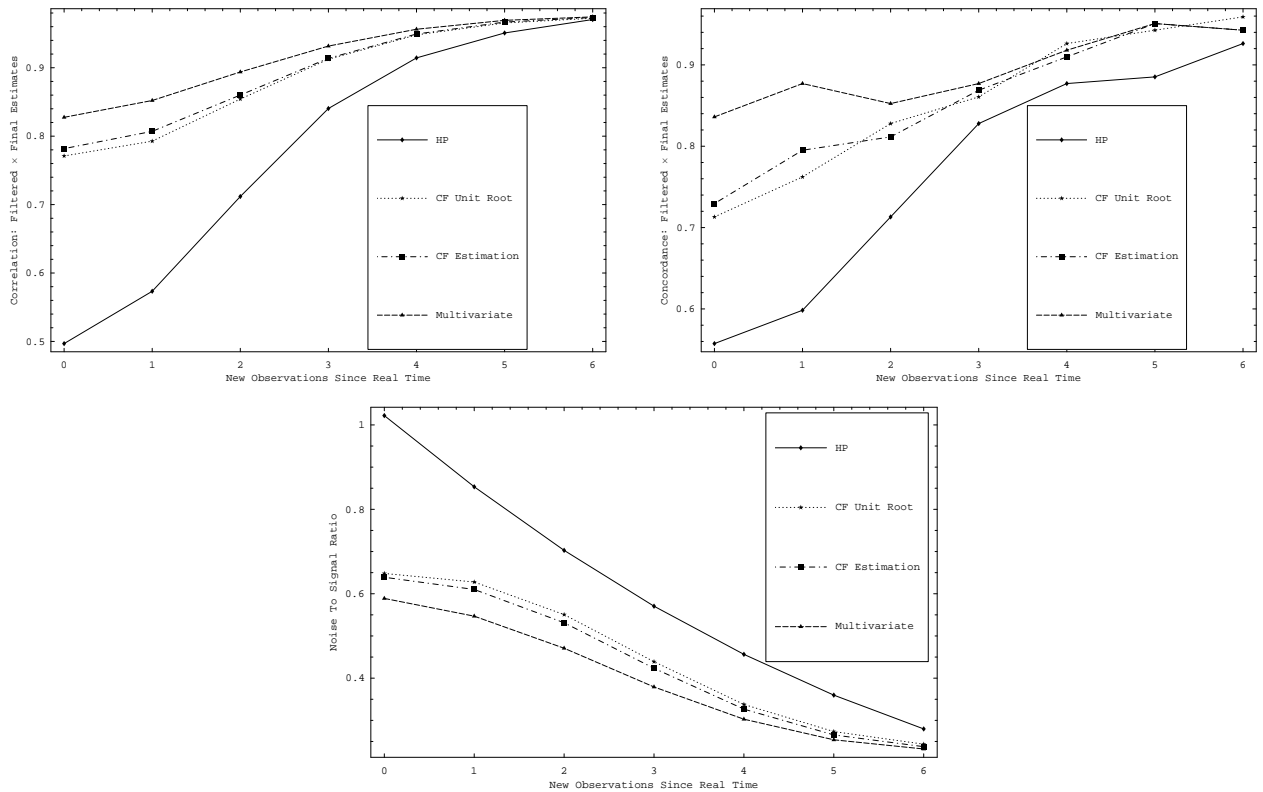 Correlation: Filtered × Final Estimates
0.9
0.8
0.7
0.6
0.5
HP
CF Unit Root
CF Estimation
Multivariate
0 1 2 3 4 5 6
New Observations Since Real Time
Concordance: Filtered × Final Estimates
0.9
0.8
0.7
0.6
HP
CF Unit Root
CF Estimation
Multivariate
0 1 2 3 4 5 6
New Observations Since Real Time
Noise To Signal Ratio
1
0.8
0.6
0.4
HP
CF Unit Root
CF Estimation
Multivariate
0 1 2 3 4 5 6
New Observations Since Real Time